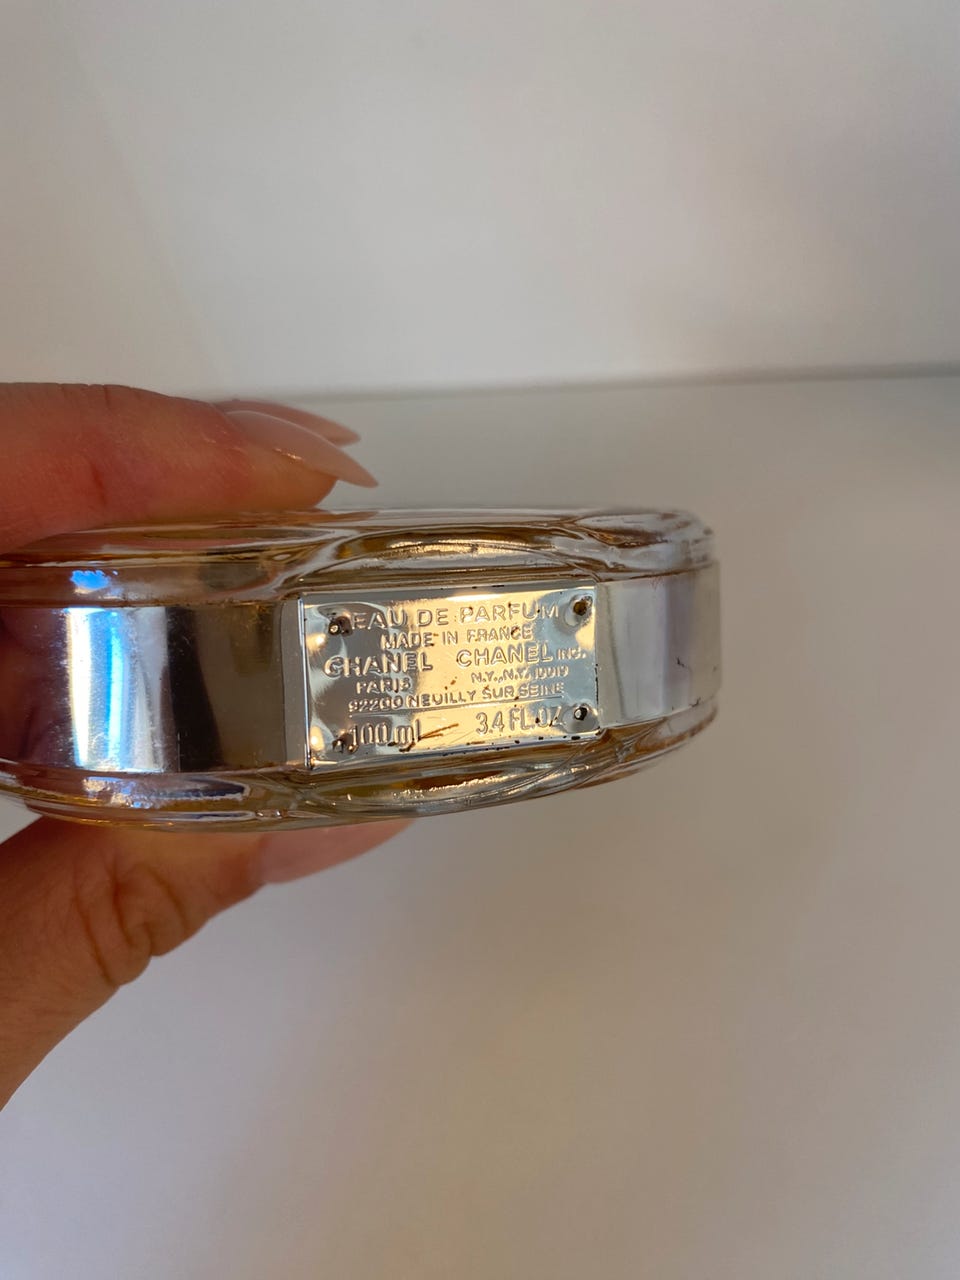 EAU DE PARFUM
MADE IN FRANCE
CHANEL CHANEL INC.
PARIS N.Y., N.Y. 10019
92200 NEUILLY SUR SEINE
100 ml 3.4 FL.OZ